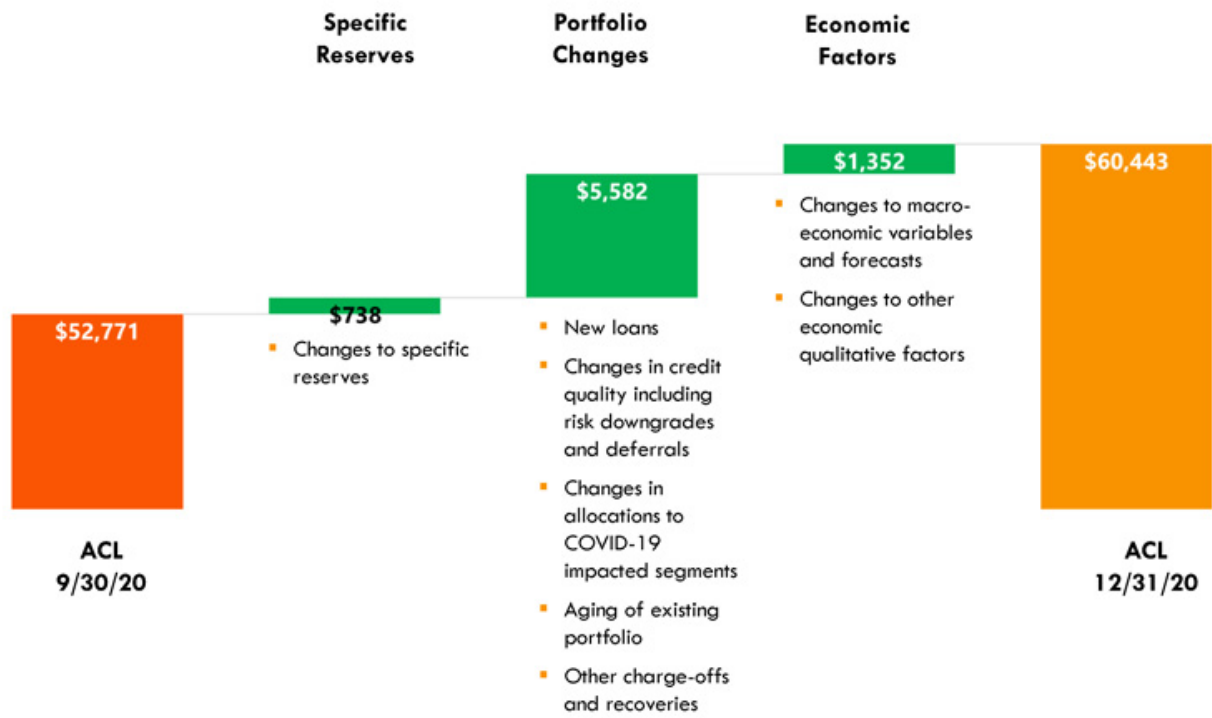 Specific
Reserves
Portfolio
Changes
Economic
Factors
$52,771
ACL
9/30/20
$738
▪ Changes to specific
reserves
$5,582
▪ New loans
▪ Changes in credit
quality including
risk downgrades
and deferrals
▪ Changes in
allocations to
COVID-19
impacted segments
▪ Aging of existing
portfolio
▪ Other charge-offs
and recoveries
$1,352
▪ Changes to macro-
economic variables
and forecasts
▪ Changes to other
economic
qualitative factors
$60,443
ACL
12/31/20